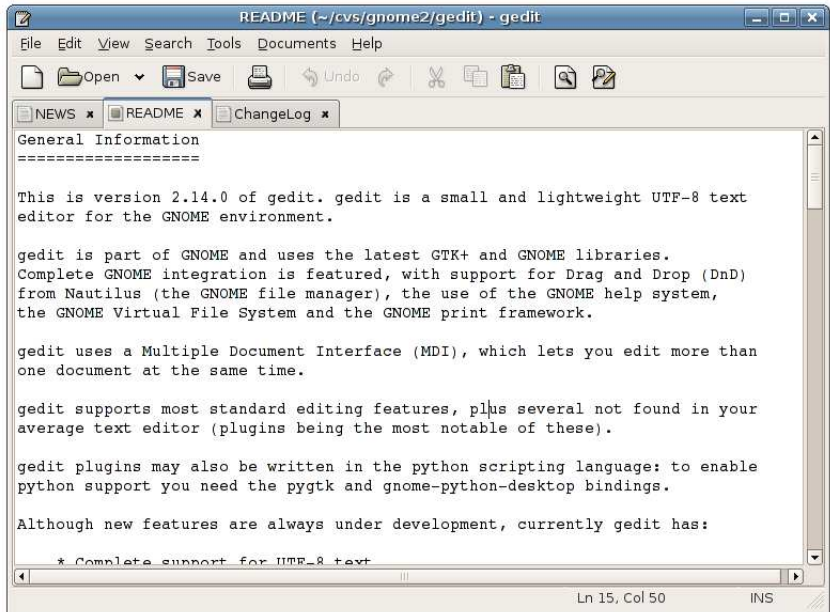 README (~/cvs/gnome2/gedit) - gedit
File Edit View Search Tools Documents Help
Open Save Undo
NEWS README ChangeLog
General Information
===================
This is version 2.14.0 of gedit. gedit is a small and lightweight UTF-8 text
editor for the GNOME environment.
gedit is part of GNOME and uses the latest GTK+ and GNOME libraries.
Complete GNOME integration is featured, with support for Drag and Drop (DnD)
from Nautilus (the GNOME file manager), the use of the GNOME help system,
the GNOME Virtual File System and the GNOME print framework.
gedit uses a Multiple Document Interface (MDI), which lets you edit more than
one document at the same time.
gedit supports most standard editing features, plus several not found in your
average text editor (plugins being the most notable of these).
gedit plugins may also be written in the python scripting language: to enable
python support you need the pygtk and gnome-python-desktop bindings.
Although new features are always under development, currently gedit has:
* Complete support for UTF-8 text
Ln 15, Col 50 INS